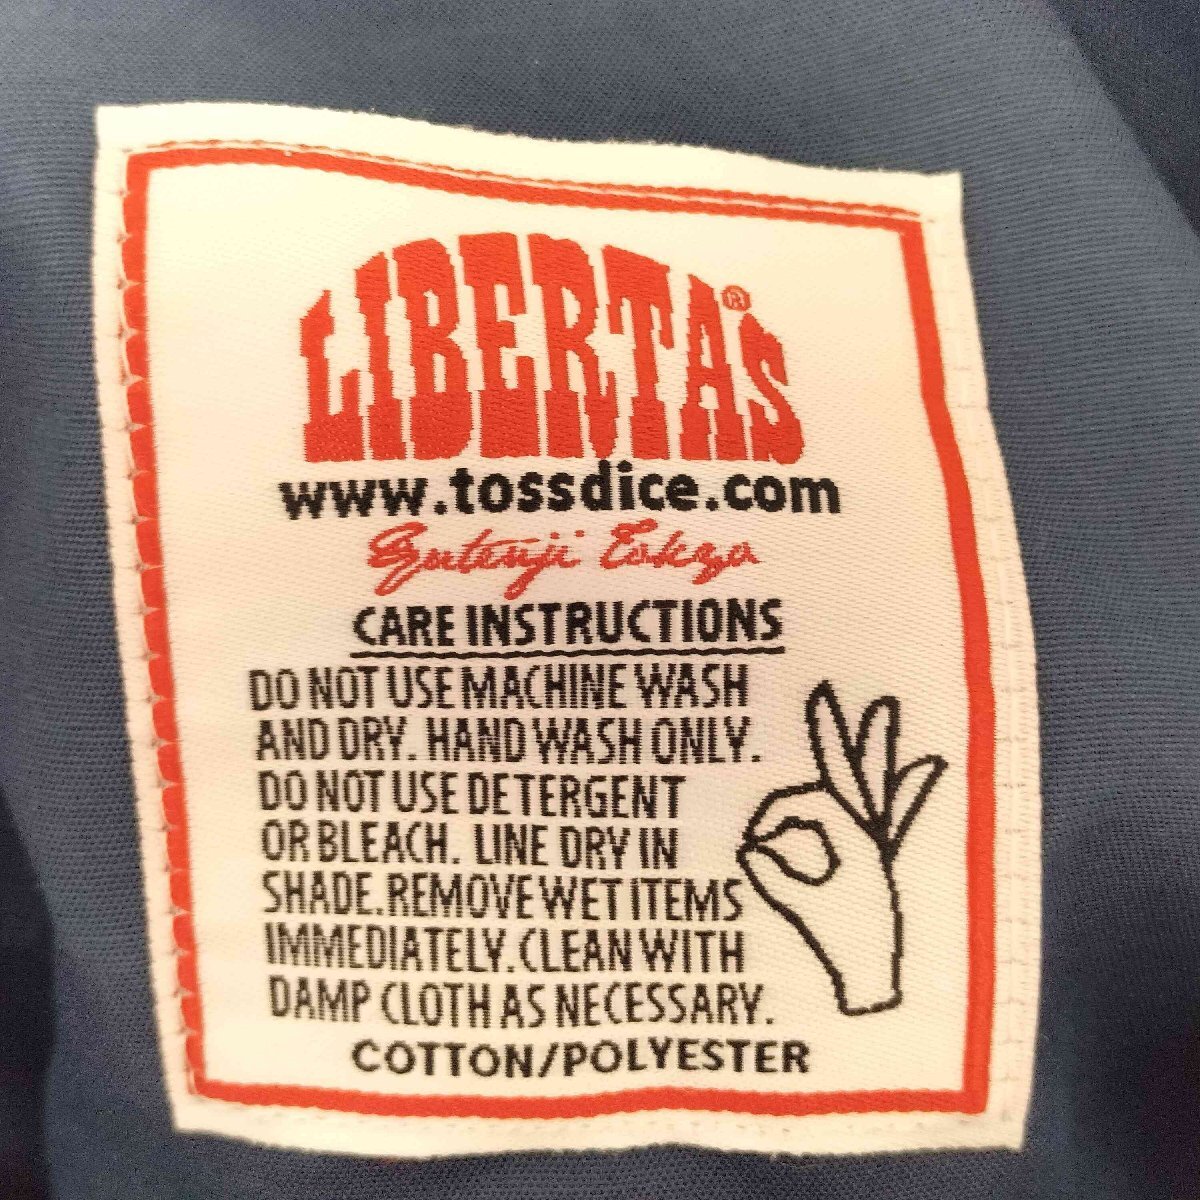 LIBERTAS®
www.tossdice.com
Gutenji Tokyo
CARE INSTRUCTIONS
DO NOT USE MACHINE WASH
AND DRY. HAND WASH ONLY.
DO NOT USE DETERGENT
OR BLEACH. LINE DRY IN
SHADE. REMOVE WET ITEMS
IMMEDIATELY. CLEAN WITH
DAMP CLOTH AS NECESSARY.
COTTON/POLYESTER